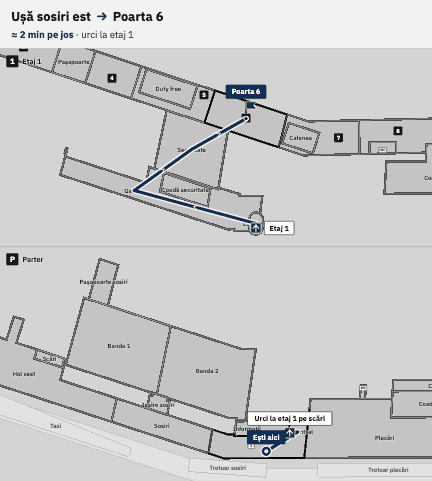 Ușă sosiri est → Poarta 6
≈ 2 min pe jos · urci la etaj 1
1 Etaj 1
Pașapoarte
4
Duty free
5
Poarta 6
Cafenea
7
8
Coadă securitate
Etaj 1
P Parter
Pașapoarte sosiri
Banda 1
Banda 2
Scări
Hol vest
Ieșire sosiri
Sosiri
Taxi
Urci la etaj 1 pe scări
Informații
Ești aici
Plecări
Trotuar sosiri
Trotuar plecări